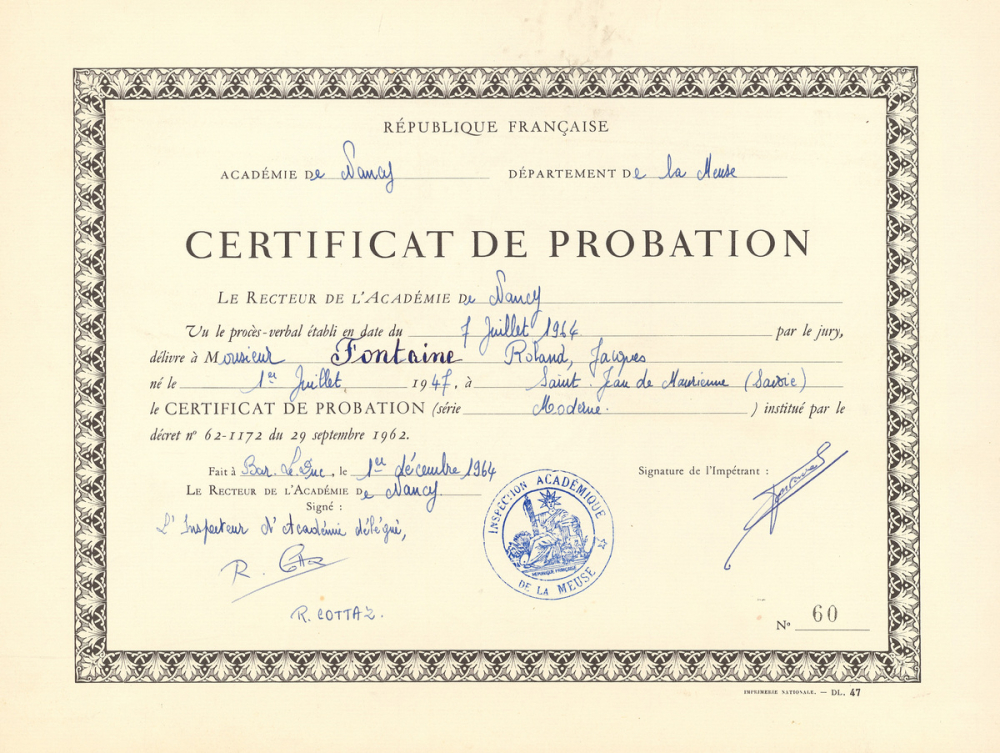 RÉPUBLIQUE FRANÇAISE
ACADÉMIE De Nancy DÉPARTEMENT De la Meuse
CERTIFICAT DE PROBATION
LE RECTEUR DE L'ACADÉMIE De Nancy
Vu le procès-verbal établi en date du 7 Juillet 1964 par le jury,
délivre à Monsieur Fontaine Roland, Jacques
né le 1er Juillet 1947, à Saint-Jean de Maurienne (Savoie)
le CERTIFICAT DE PROBATION (série Moderne.) institué par le
décret nº 62-1172 du 29 septembre 1962.
Fait à Bar-Le-Duc, le 1er décembre 1964
LE RECTEUR DE L'ACADÉMIE De Nancy
Signature de l'Impétrant :
Signé :
L'Inspecteur d'Académie délégué,
INSPECTION ACADÉMIQUE
RÉPUBLIQUE FRANÇAISE
DE LA MEUSE
R. COTTAZ.
Nº 60
IMPRIMERIE NATIONALE. — DL. 47